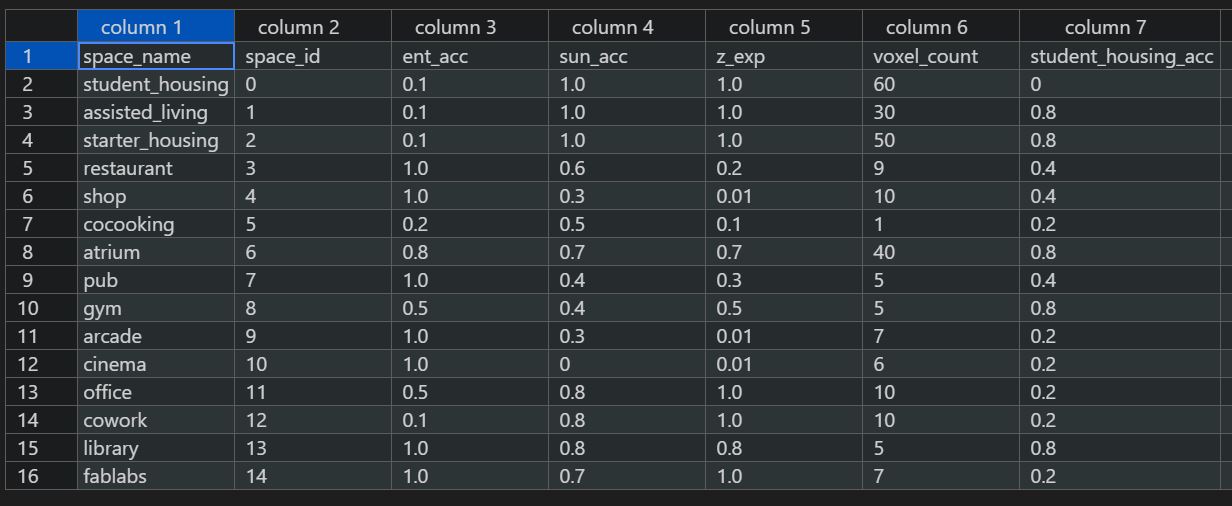 column 1 column 2 column 3 column 4 column 5 column 6 column 7
1 space_name space_id ent_acc sun_acc z_exp voxel_count student_housing_acc
2 student_housing 0 0.1 1.0 1.0 60 0
3 assisted_living 1 0.1 1.0 1.0 30 0.8
4 starter_housing 2 0.1 1.0 1.0 50 0.8
5 restaurant 3 1.0 0.6 0.2 9 0.4
6 shop 4 1.0 0.3 0.01 10 0.4
7 cocooking 5 0.2 0.5 0.1 1 0.2
8 atrium 6 0.8 0.7 0.7 40 0.8
9 pub 7 1.0 0.4 0.3 5 0.4
10 gym 8 0.5 0.4 0.5 5 0.8
11 arcade 9 1.0 0.3 0.01 7 0.2
12 cinema 10 1.0 0 0.01 6 0.2
13 office 11 0.5 0.8 1.0 10 0.2
14 cowork 12 0.1 0.8 1.0 10 0.2
15 library 13 1.0 0.8 0.8 5 0.8
16 fablabs 14 1.0 0.7 1.0 7 0.2